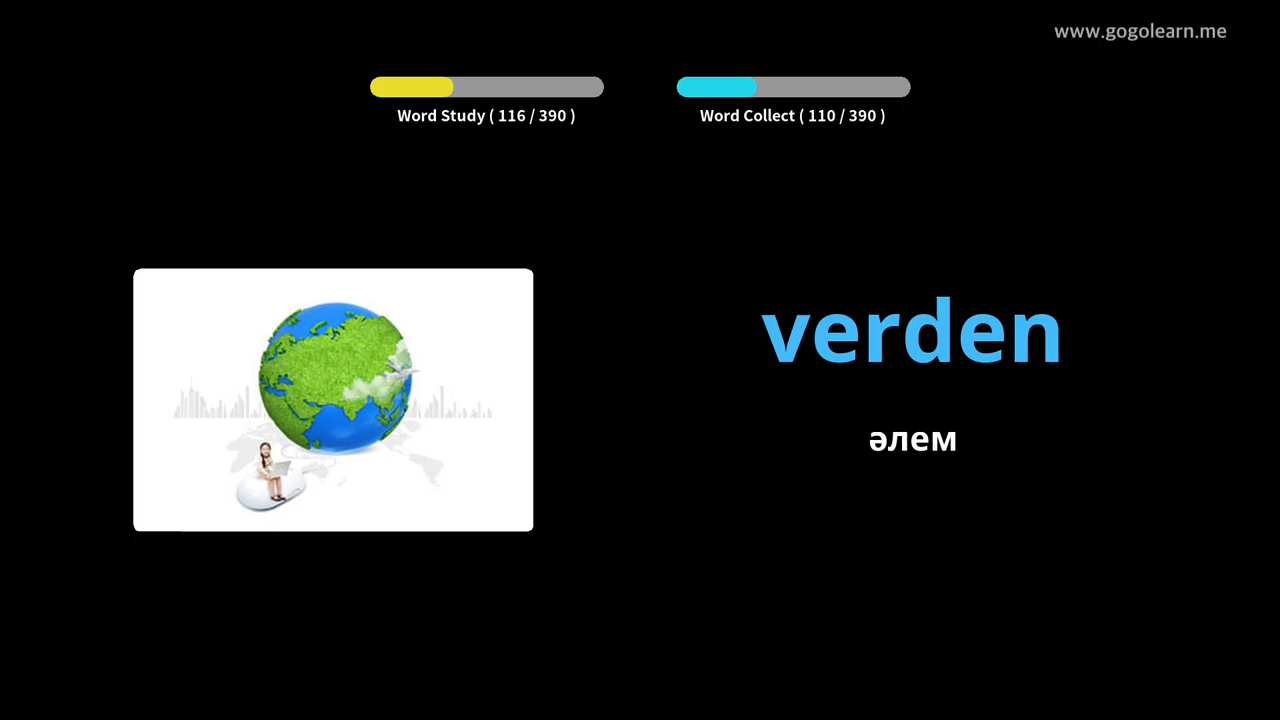 www.gogolearn.me
Word Study ( 116 / 390 )
Word Collect ( 110 / 390 )
verden
әлем